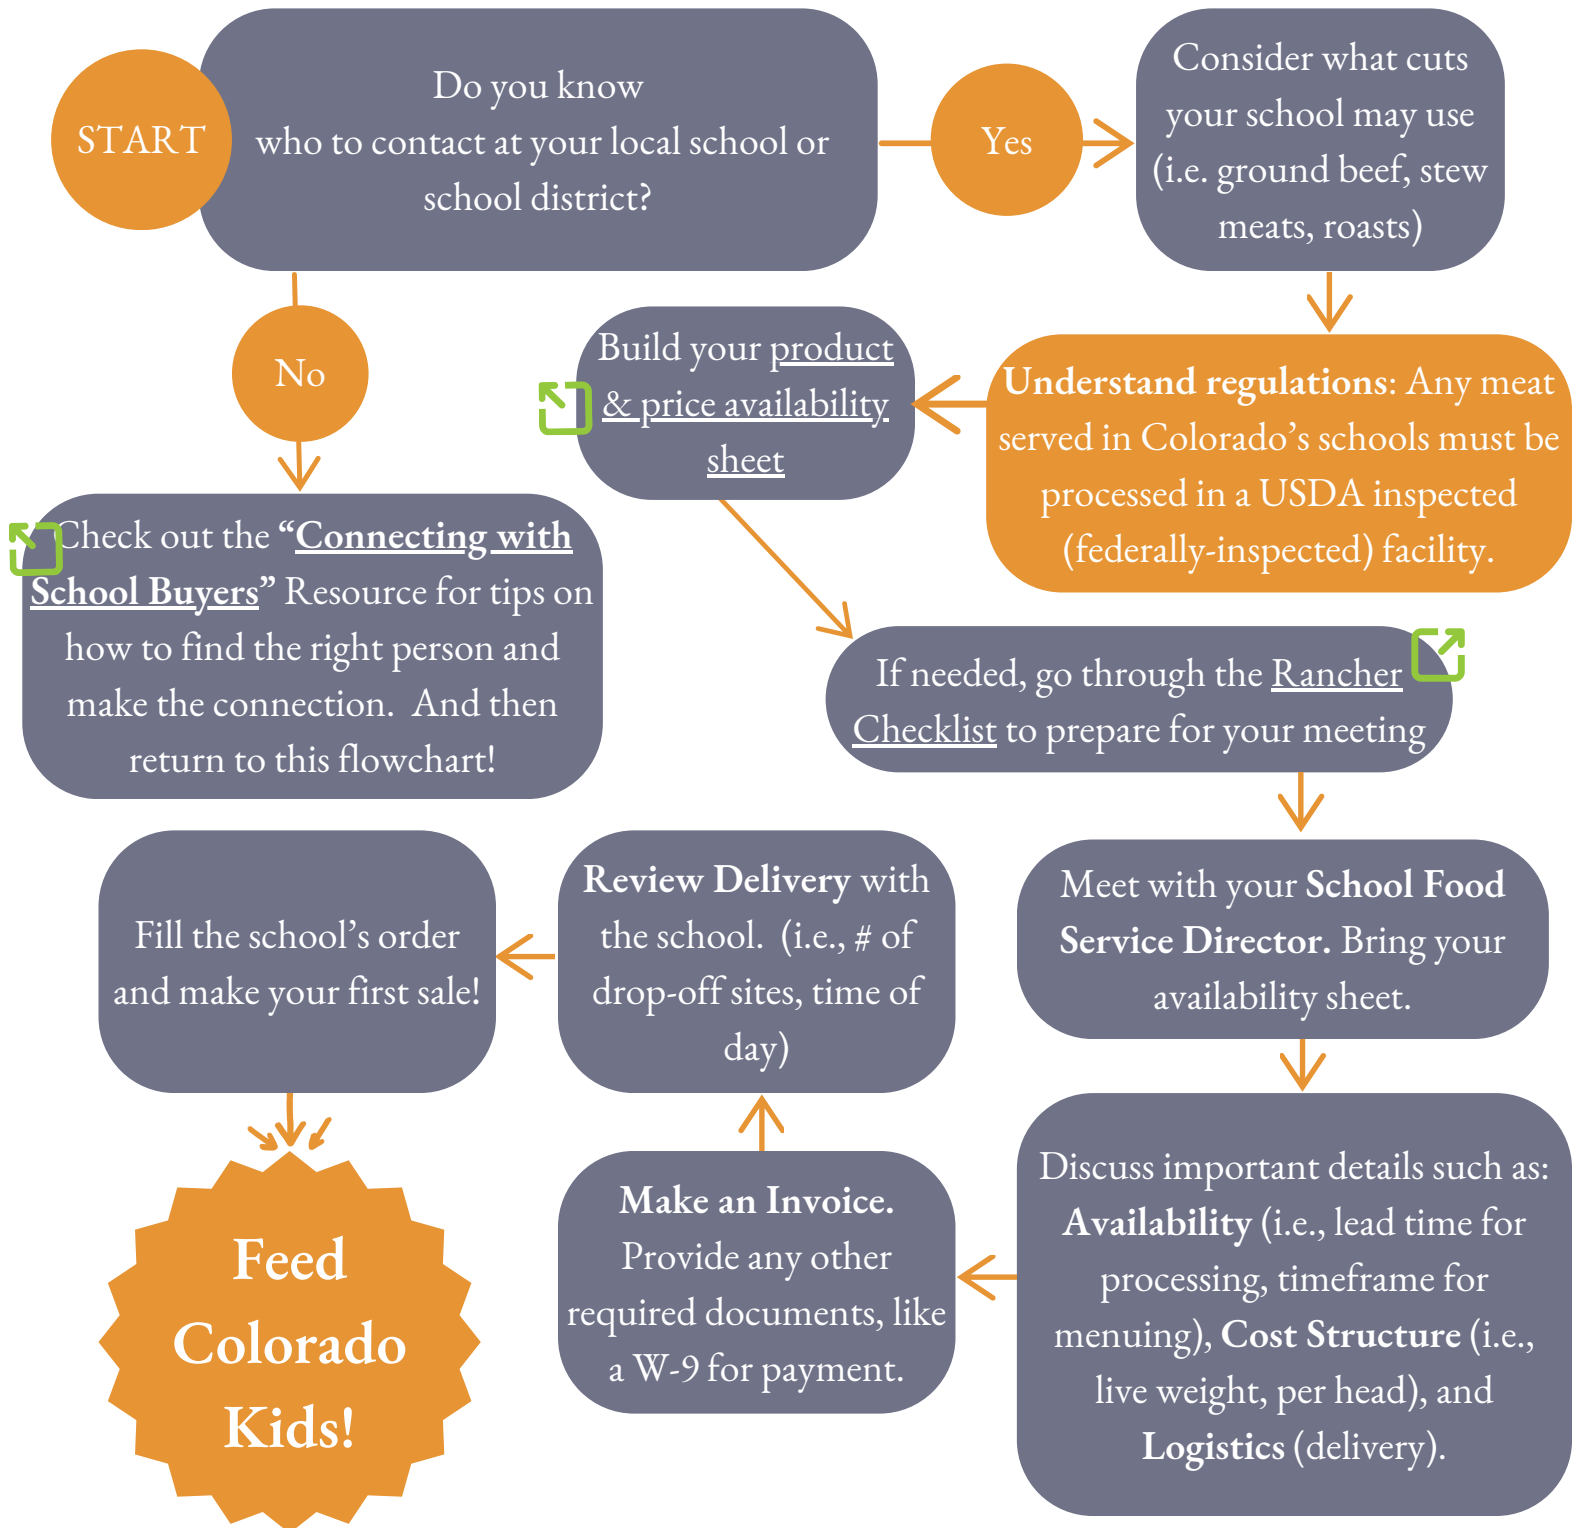 START
Do you know
who to contact at your local school or
school district?
Yes
Consider what cuts
your school may use
(i.e. ground beef, stew
meats, roasts)
No
Build your product
& price availability
sheet
Understand regulations: Any meat
served in Colorado’s schools must be
processed in a USDA inspected
(federally-inspected) facility.
Check out the “Connecting with
School Buyers” Resource for tips on
how to find the right person and
make the connection.  And then
return to this flowchart!
If needed, go through the Rancher
Checklist to prepare for your meeting
Meet with your School Food
Service Director. Bring your
availability sheet.
Discuss important details such as:
Availability (i.e., lead time for
processing, timeframe for
menuing), Cost Structure (i.e.,
live weight, per head), and
Logistics (delivery).
Make an Invoice.
Provide any other
required documents, like
a W-9 for payment.
Review Delivery with
the school.  (i.e., # of
drop-off sites, time of
day)
Fill the school’s order
and make your first sale!
Feed
Colorado
Kids!